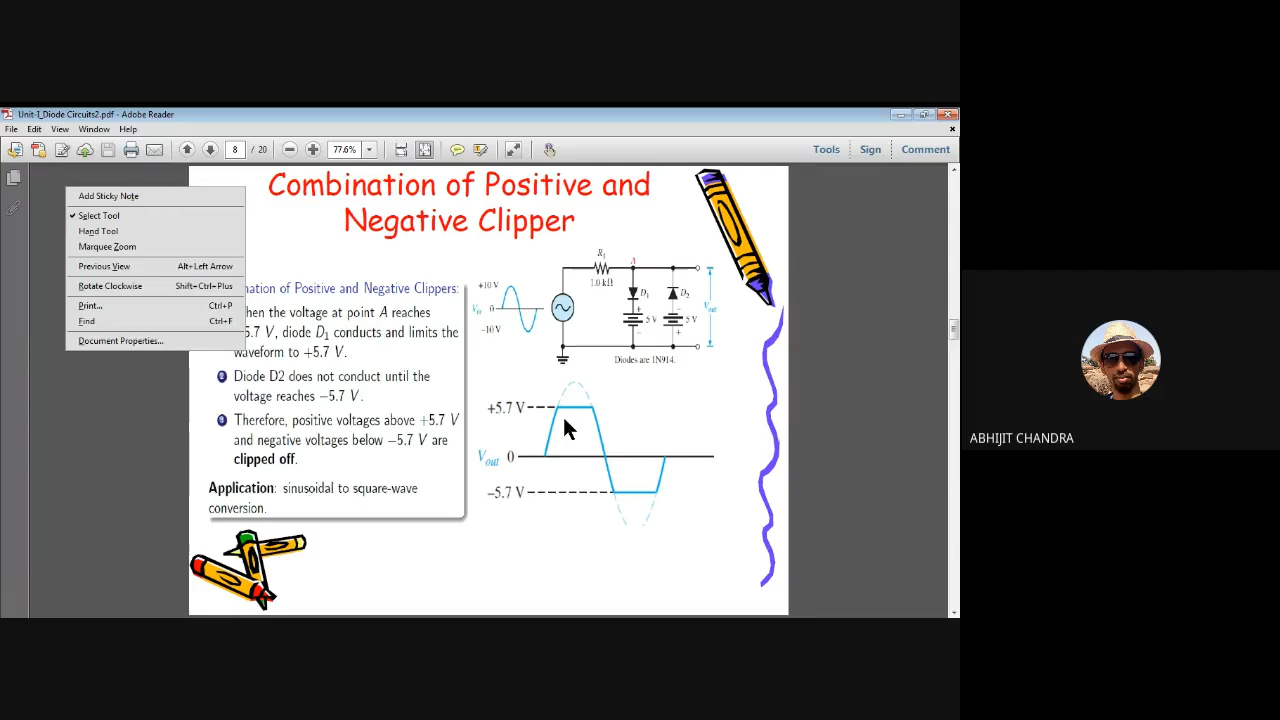 Unit-I_Diode Circuits2.pdf - Adobe Reader
File Edit View Window Help
8 / 20 77.6% Tools Sign Comment
Add Sticky Note
Select Tool
Hand Tool
Marquee Zoom
Previous View Alt+Left Arrow
Rotate Clockwise Shift+Ctrl+Plus
Print... Ctrl+P
Find Ctrl+F
Document Properties...
Combination of Positive and
Negative Clipper
nation of Positive and Negative Clippers:
hen the voltage at point A reaches
5.7 V, diode D1 conducts and limits the
waveform to +5.7 V.
2 Diode D2 does not conduct until the
voltage reaches −5.7 V.
3 Therefore, positive voltages above +5.7 V
and negative voltages below −5.7 V are
clipped off.
Application: sinusoidal to square-wave
conversion.
R1
A
1.0 kΩ
+10 V
Vin 0
−10 V
D1
D2
+
−
5 V
−
+
5 V
Vout
Diodes are 1N914.
+5.7 V
Vout 0
−5.7 V
ABHIJIT CHANDRA